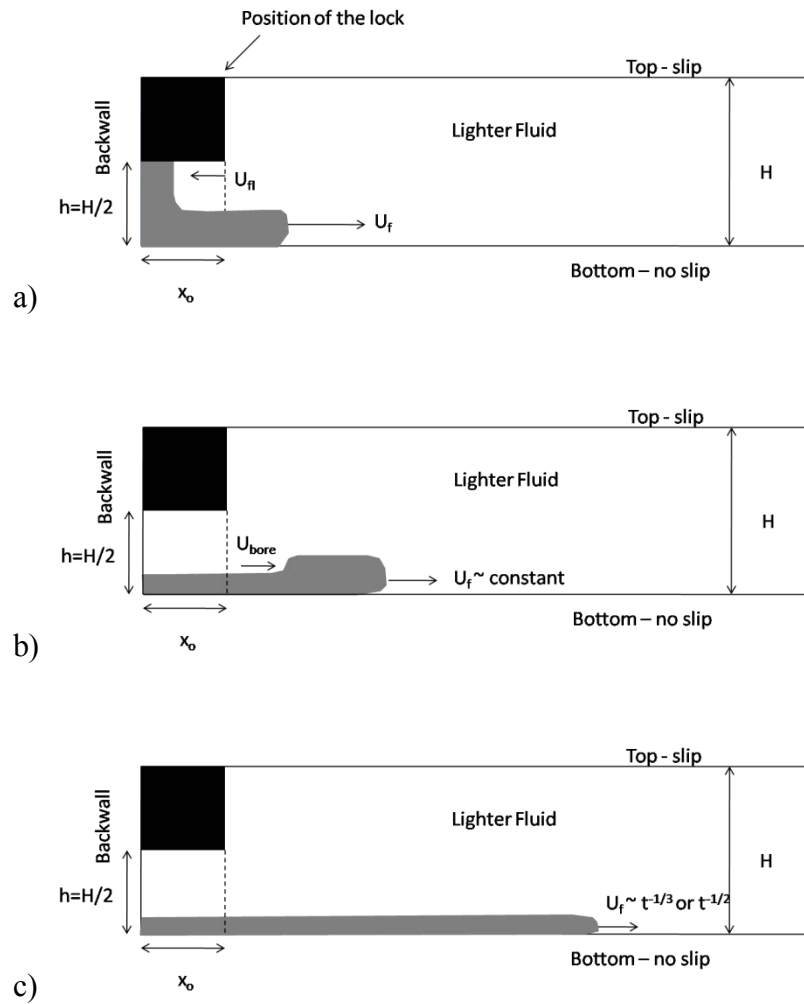 Position of the lock
Top - slip
Backwall
Lighter Fluid
h=H/2
U_fl
H
U_f
Bottom – no slip
x_o
a)
Top - slip
Backwall
Lighter Fluid
h=H/2
U_bore
H
U_f ~ constant
Bottom – no slip
x_o
b)
Top - slip
Backwall
Lighter Fluid
h=H/2
H
U_f ~ t^-1/3 or t^-1/2
Bottom – no slip
x_o
c)